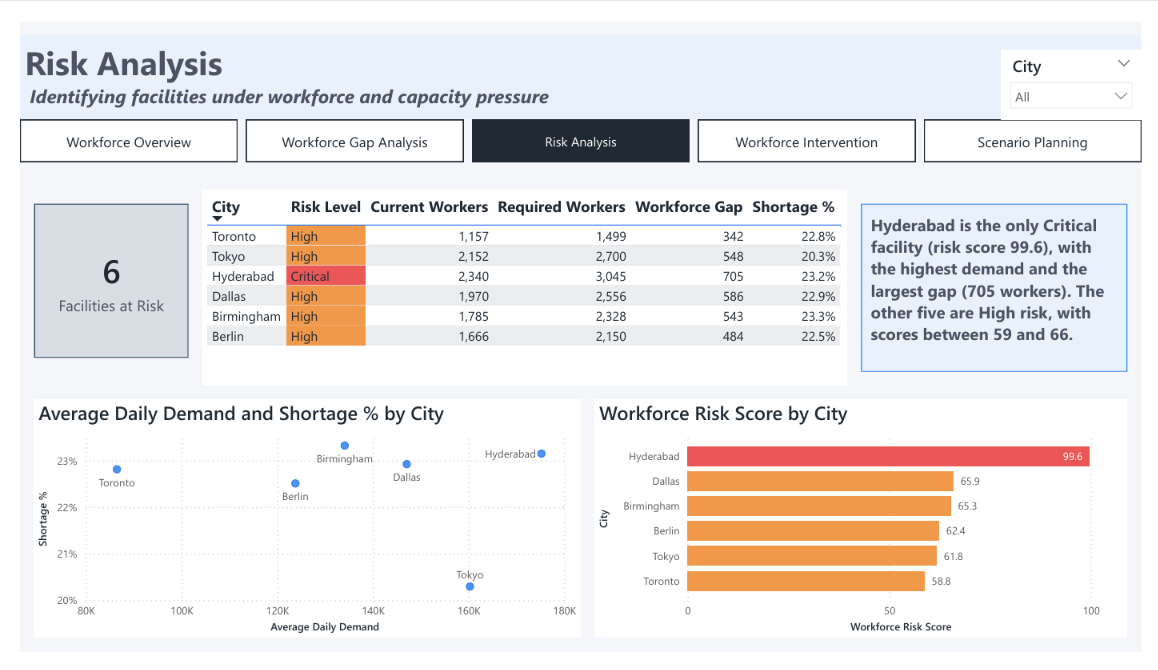 Risk Analysis
Identifying facilities under workforce and capacity pressure
City
All
Workforce Overview
Workforce Gap Analysis
Risk Analysis
Workforce Intervention
Scenario Planning
6
Facilities at Risk
City Risk Level Current Workers Required Workers Workforce Gap Shortage %
Toronto High 1,157 1,499 342 22.8%
Tokyo High 2,152 2,700 548 20.3%
Hyderabad Critical 2,340 3,045 705 23.2%
Dallas High 1,970 2,556 586 22.9%
Birmingham High 1,785 2,328 543 23.3%
Berlin High 1,666 2,150 484 22.5%
Hyderabad is the only Critical
facility (risk score 99.6), with
the highest demand and the
largest gap (705 workers). The
other five are High risk, with
scores between 59 and 66.
Average Daily Demand and Shortage % by City
Shortage %
23%
22%
21%
20%
Toronto
Berlin
Birmingham
Dallas
Hyderabad
Tokyo
80K 100K 120K 140K 160K 180K
Average Daily Demand
Workforce Risk Score by City
City
Hyderabad 99.6
Dallas 65.9
Birmingham 65.3
Berlin 62.4
Tokyo 61.8
Toronto 58.8
0 50 100
Workforce Risk Score